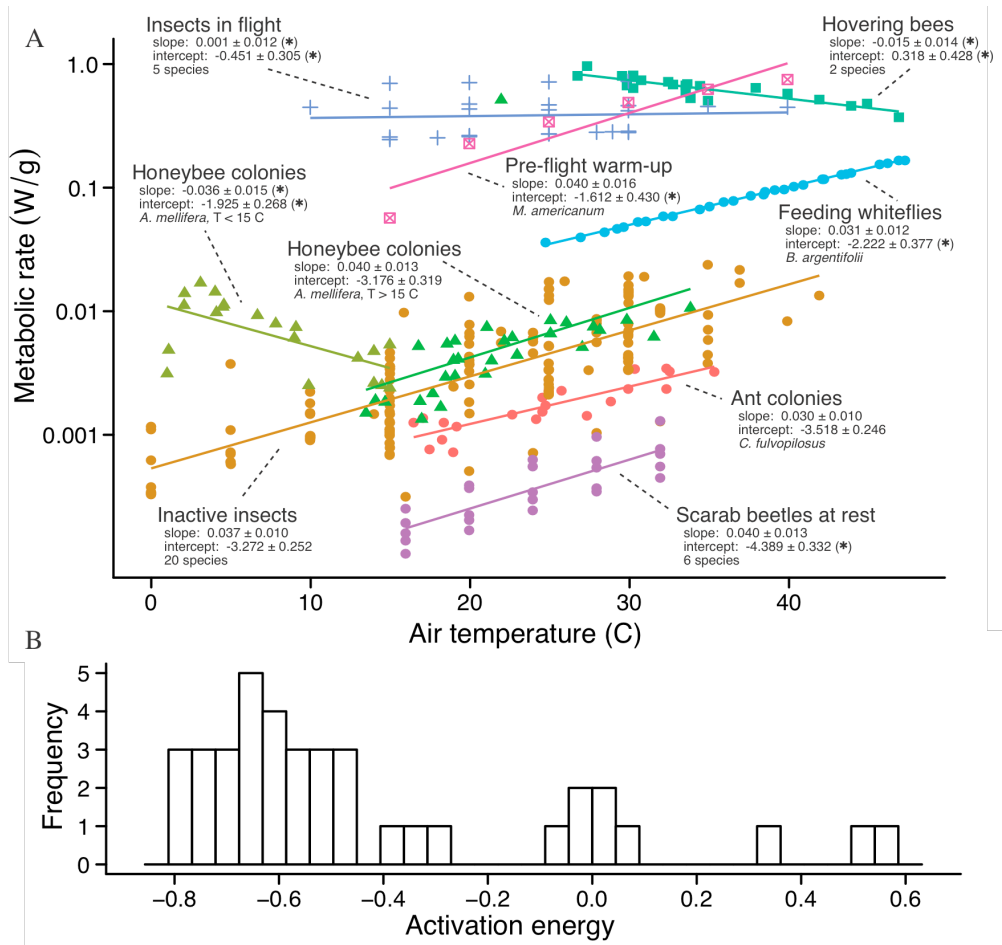 A
Insects in flight
slope: 0.001 ± 0.012 (∗)
intercept: -0.451 ± 0.305 (∗)
5 species
Hovering bees
slope: -0.015 ± 0.014 (∗)
intercept: 0.318 ± 0.428 (∗)
2 species
Honeybee colonies
slope: -0.036 ± 0.015 (∗)
intercept: -1.925 ± 0.268 (∗)
A. mellifera, T < 15 C
Pre-flight warm-up
slope: 0.040 ± 0.016
intercept: -1.612 ± 0.430 (∗)
M. americanum
Feeding whiteflies
slope: 0.031 ± 0.012
intercept: -2.222 ± 0.377 (∗)
B. argentifolii
Honeybee colonies
slope: 0.040 ± 0.013
intercept: -3.176 ± 0.319
A. mellifera, T > 15 C
Ant colonies
slope: 0.030 ± 0.010
intercept: -3.518 ± 0.246
C. fulvopilosus
Inactive insects
slope: 0.037 ± 0.010
intercept: -3.272 ± 0.252
20 species
Scarab beetles at rest
slope: 0.040 ± 0.013
intercept: -4.389 ± 0.332 (∗)
6 species
Metabolic rate (W/g)
1.0
0.1
0.01
0.001
0 10 20 30 40
Air temperature (C)
B
Frequency
5
4
3
2
1
0
−0.8 −0.6 −0.4 −0.2 0.0 0.2 0.4 0.6
Activation energy